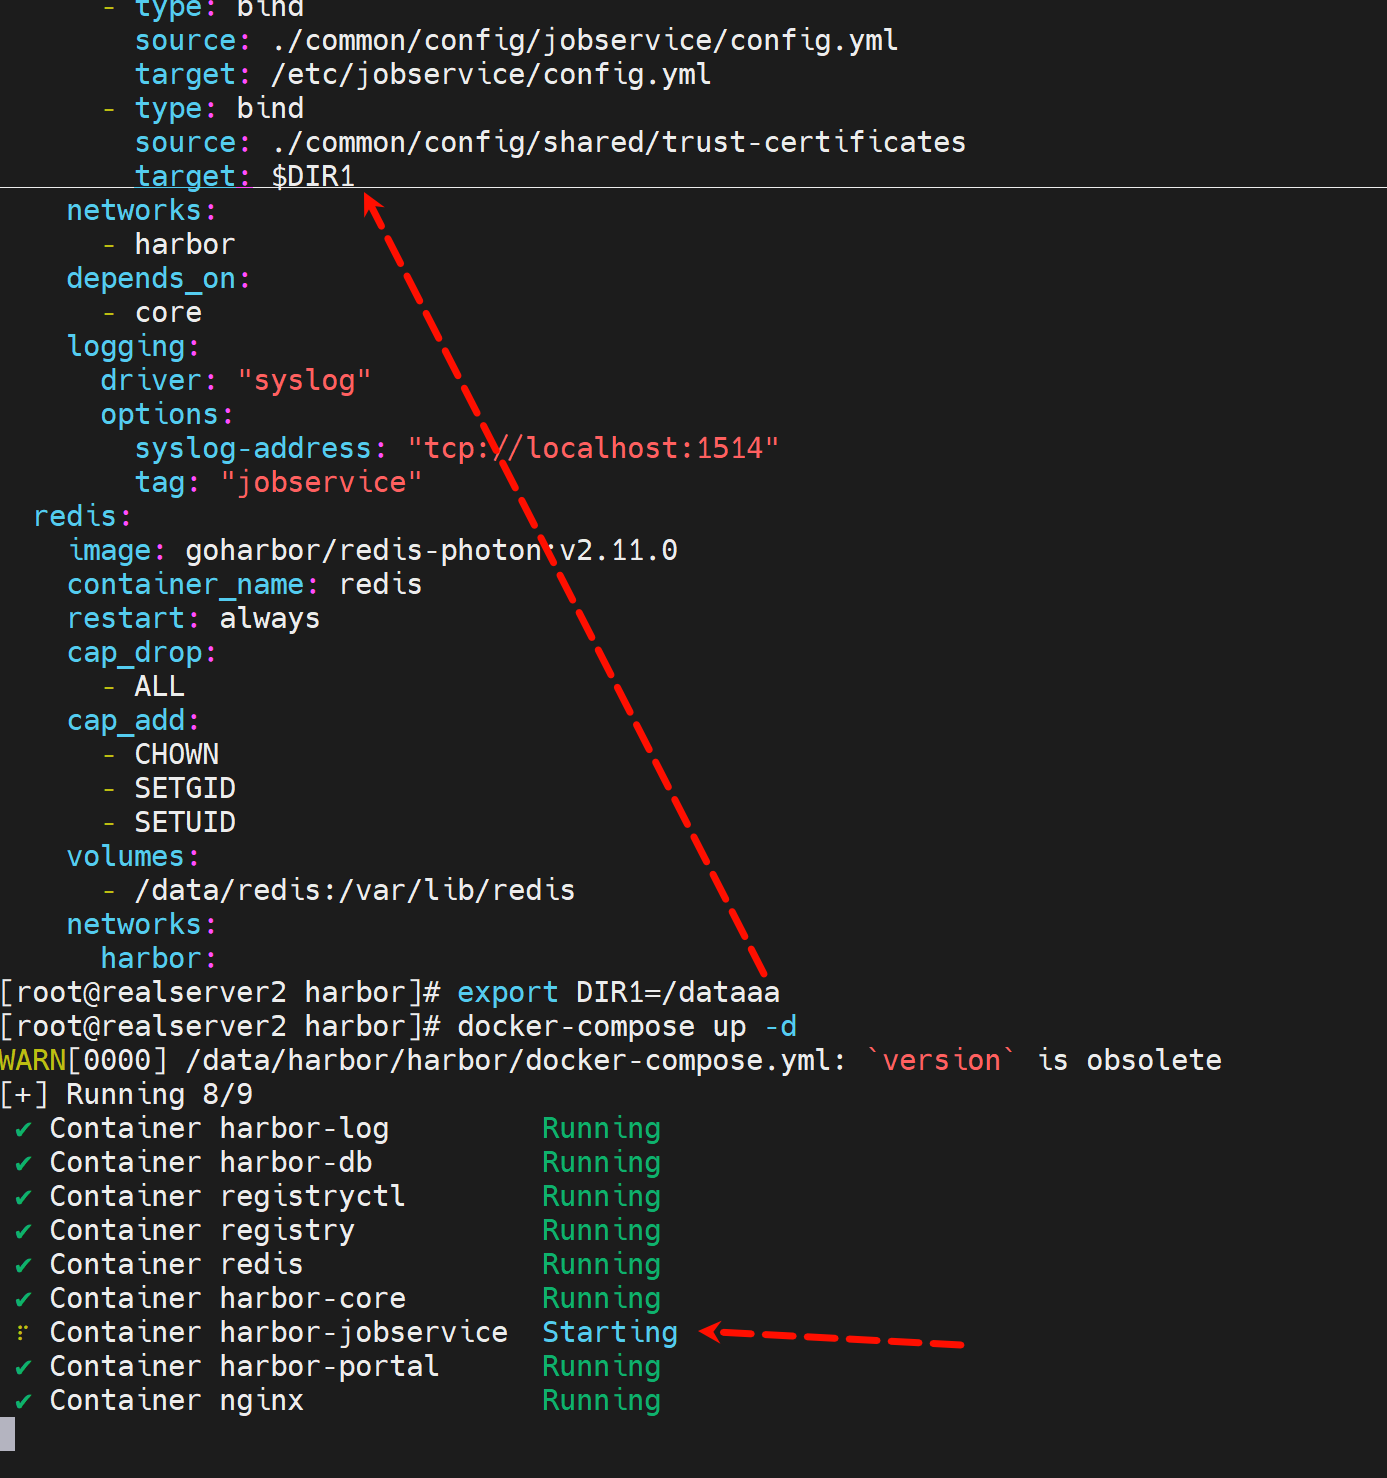 - type: bind
        source: ./common/config/jobservice/config.yml
        target: /etc/jobservice/config.yml
      - type: bind
        source: ./common/config/shared/trust-certificates
        target: $DIR1
    networks:
      - harbor
    depends_on:
      - core
    logging:
      driver: "syslog"
      options:
        syslog-address: "tcp://localhost:1514"
        tag: "jobservice"
  redis:
    image: goharbor/redis-photon:v2.11.0
    container_name: redis
    restart: always
    cap_drop:
      - ALL
    cap_add:
      - CHOWN
      - SETGID
      - SETUID
    volumes:
      - /data/redis:/var/lib/redis
    networks:
      harbor:
[root@realserver2 harbor]# export DIR1=/dataaa
[root@realserver2 harbor]# docker-compose up -d
WARN[0000] /data/harbor/harbor/docker-compose.yml: `version` is obsolete
[+] Running 8/9
 ✔ Container harbor-log         Running
 ✔ Container harbor-db          Running
 ✔ Container registryctl        Running
 ✔ Container registry           Running
 ✔ Container redis              Running
 ✔ Container harbor-core        Running
 ⠏ Container harbor-jobservice  Starting
 ✔ Container harbor-portal      Running
 ✔ Container nginx              Running